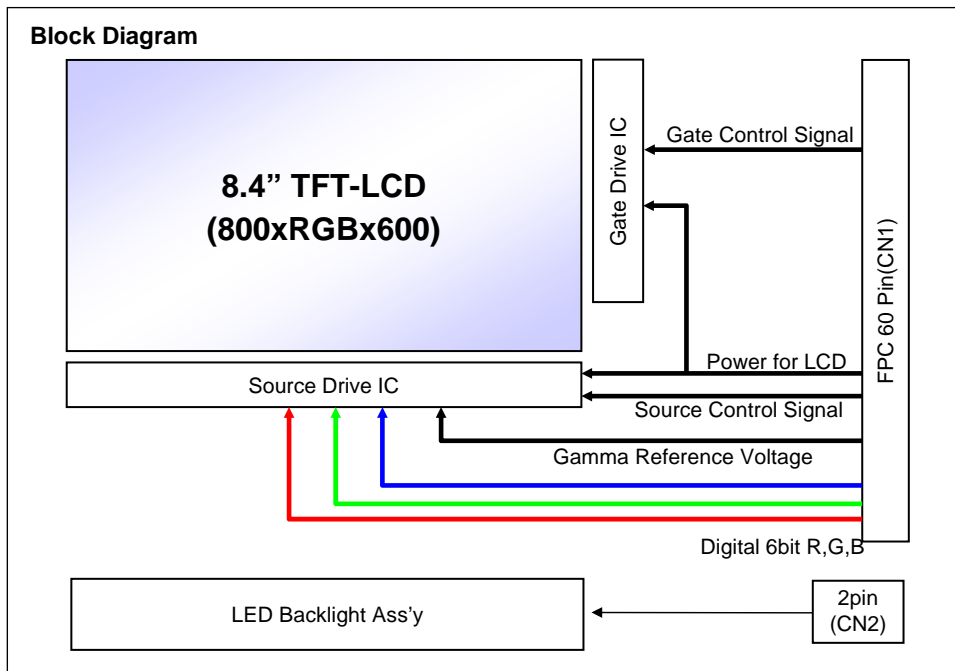 Block Diagram
8.4” TFT-LCD
(800xRGBx600)
Gate Drive IC
Gate Control Signal
FPC 60 Pin(CN1)
Power for LCD
Source Drive IC
Source Control Signal
Gamma Reference Voltage
Digital 6bit R,G,B
LED Backlight Ass’y
2pin
(CN2)